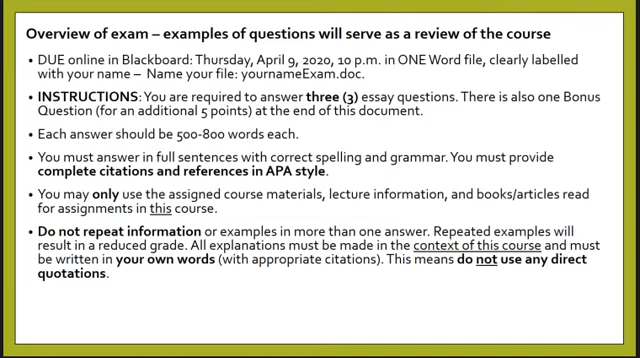 Overview of exam – examples of questions will serve as a review of the course
• DUE online in Blackboard: Thursday, April 9, 2020, 10 p.m. in ONE Word file, clearly labelled
with your name – Name your file: yournameExam.doc.
• INSTRUCTIONS: You are required to answer three (3) essay questions. There is also one Bonus
Question (for an additional 5 points) at the end of this document.
• Each answer should be 500-800 words each.
• You must answer in full sentences with correct spelling and grammar. You must provide
complete citations and references in APA style.
• You may only use the assigned course materials, lecture information, and books/articles read
for assignments in this course.
• Do not repeat information or examples in more than one answer. Repeated examples will
result in a reduced grade. All explanations must be made in the context of this course and must
be written in your own words (with appropriate citations). This means do not use any direct
quotations.